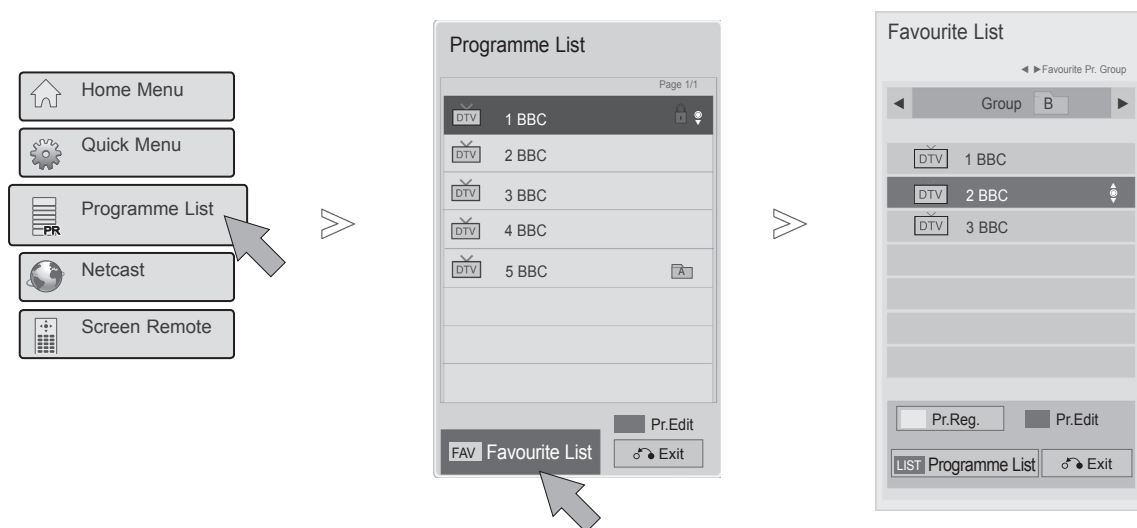 Home Menu
Quick Menu
PR
Programme List
Netcast
Screen Remote
Programme List
Page 1/1
DTV 1 BBC
DTV 2 BBC
DTV 3 BBC
DTV 4 BBC
DTV 5 BBC A
Pr.Edit
FAV Favourite List
Exit
Favourite List
◄ ►Favourite Pr. Group
◄ Group B ►
DTV 1 BBC
DTV 2 BBC
DTV 3 BBC
Pr.Reg. Pr.Edit
LIST Programme List Exit